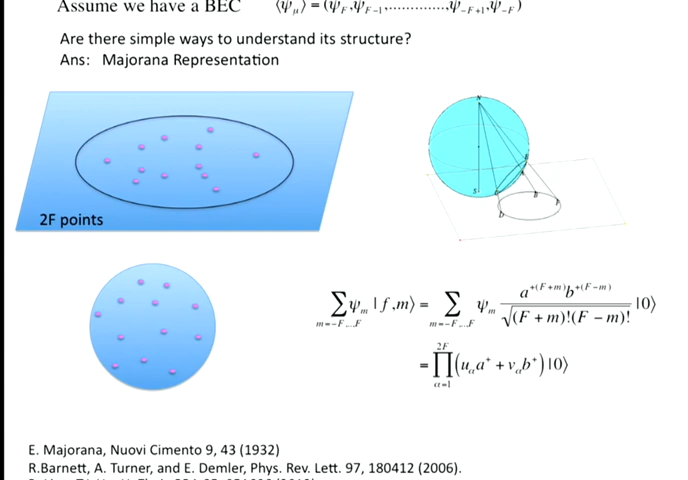 Assume we have a BEC ⟨ψ_μ⟩ = (ψ_F, ψ_{F-1}, .............., ψ_{-F+1}, ψ_{-F})
Are there simple ways to understand its structure?
Ans: Majorana Representation
N
S
2F points
∑_{m=-F...F} ψ_m |f,m⟩ = ∑_{m=-F...F} ψ_m a^{+(F+m)} b^{+(F-m)} / √((F+m)!(F-m)!) |0⟩
= ∏_{α=1}^{2F} (u_α a⁺ + v_α b⁺)|0⟩
E. Majorana, Nuovi Cimento 9, 43 (1932)
R.Barnett, A. Turner, and E. Demler, Phys. Rev. Lett. 97, 180412 (2006).